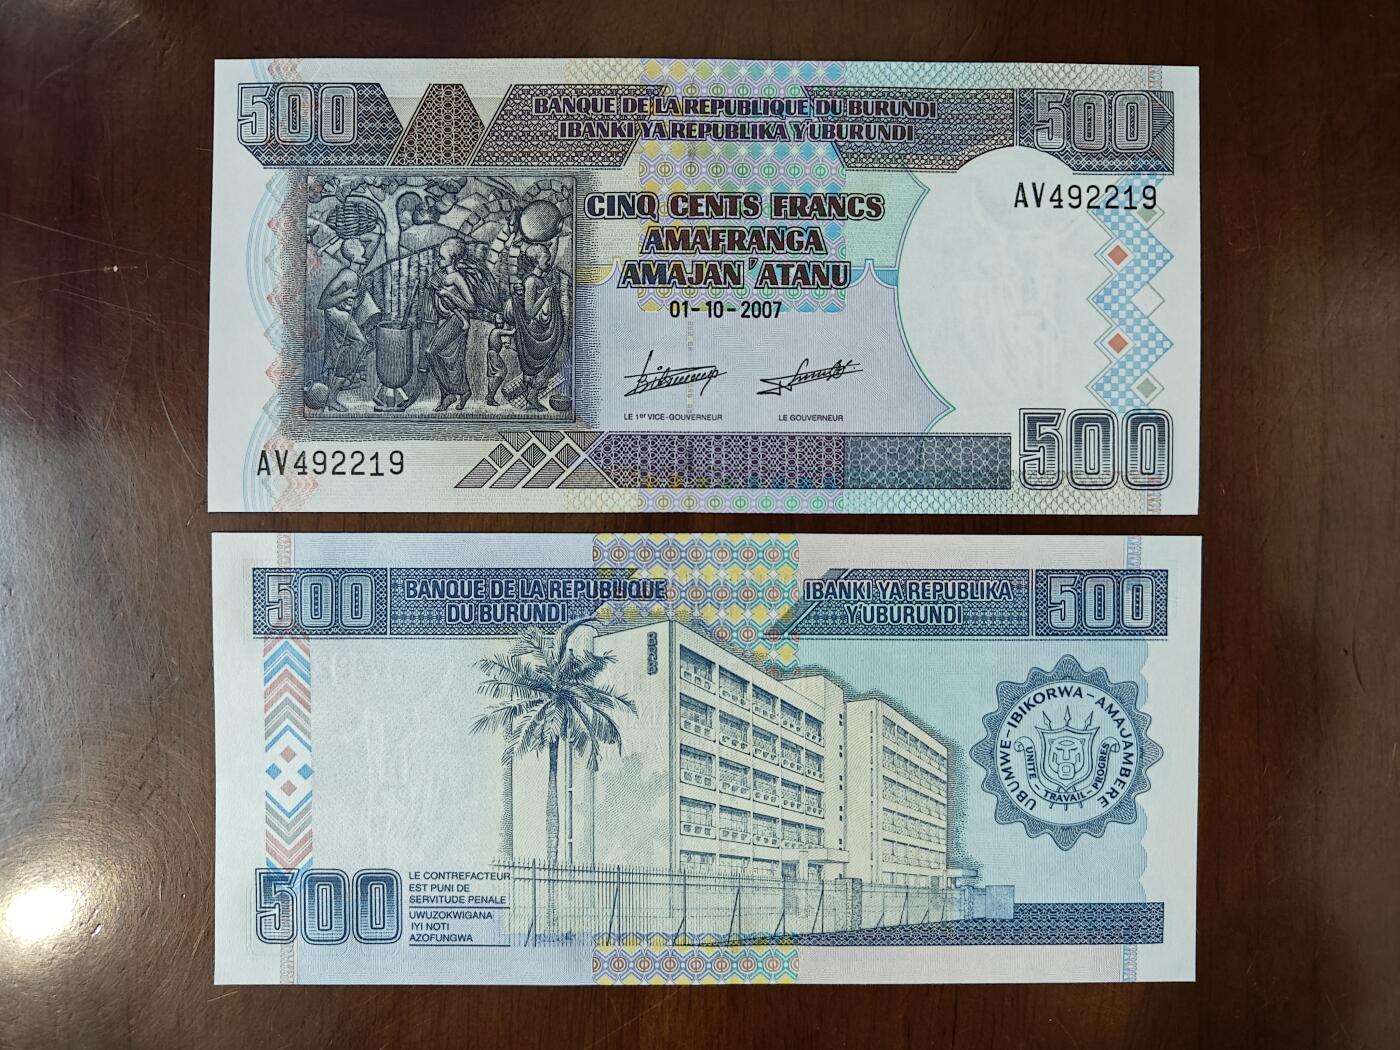 500
BANQUE DE LA REPUBLIQUE DU BURUNDI
IBANKI YA REPUBLIKA Y'UBURUNDI
500
AV492219
CINQ CENTS FRANCS
AMAFRANGA
AMAJAN'ATANU
01-10-2007
LE 1er VICE-GOUVERNEUR
LE GOUVERNEUR
AV492219
500
500
BANQUE DE LA REPUBLIQUE
DU BURUNDI
IBANKI YA REPUBLIKA
Y'UBURUNDI
500
UBUMWE-IBIKORWA-AMAJAMBERE
UNITE - TRAVAIL - PROGRES
500
LE CONTREFACTEUR
EST PUNI DE
SERVITUDE PENALE
UWUZOKWIGANA
IYI NOTI
AZOFUNGWA